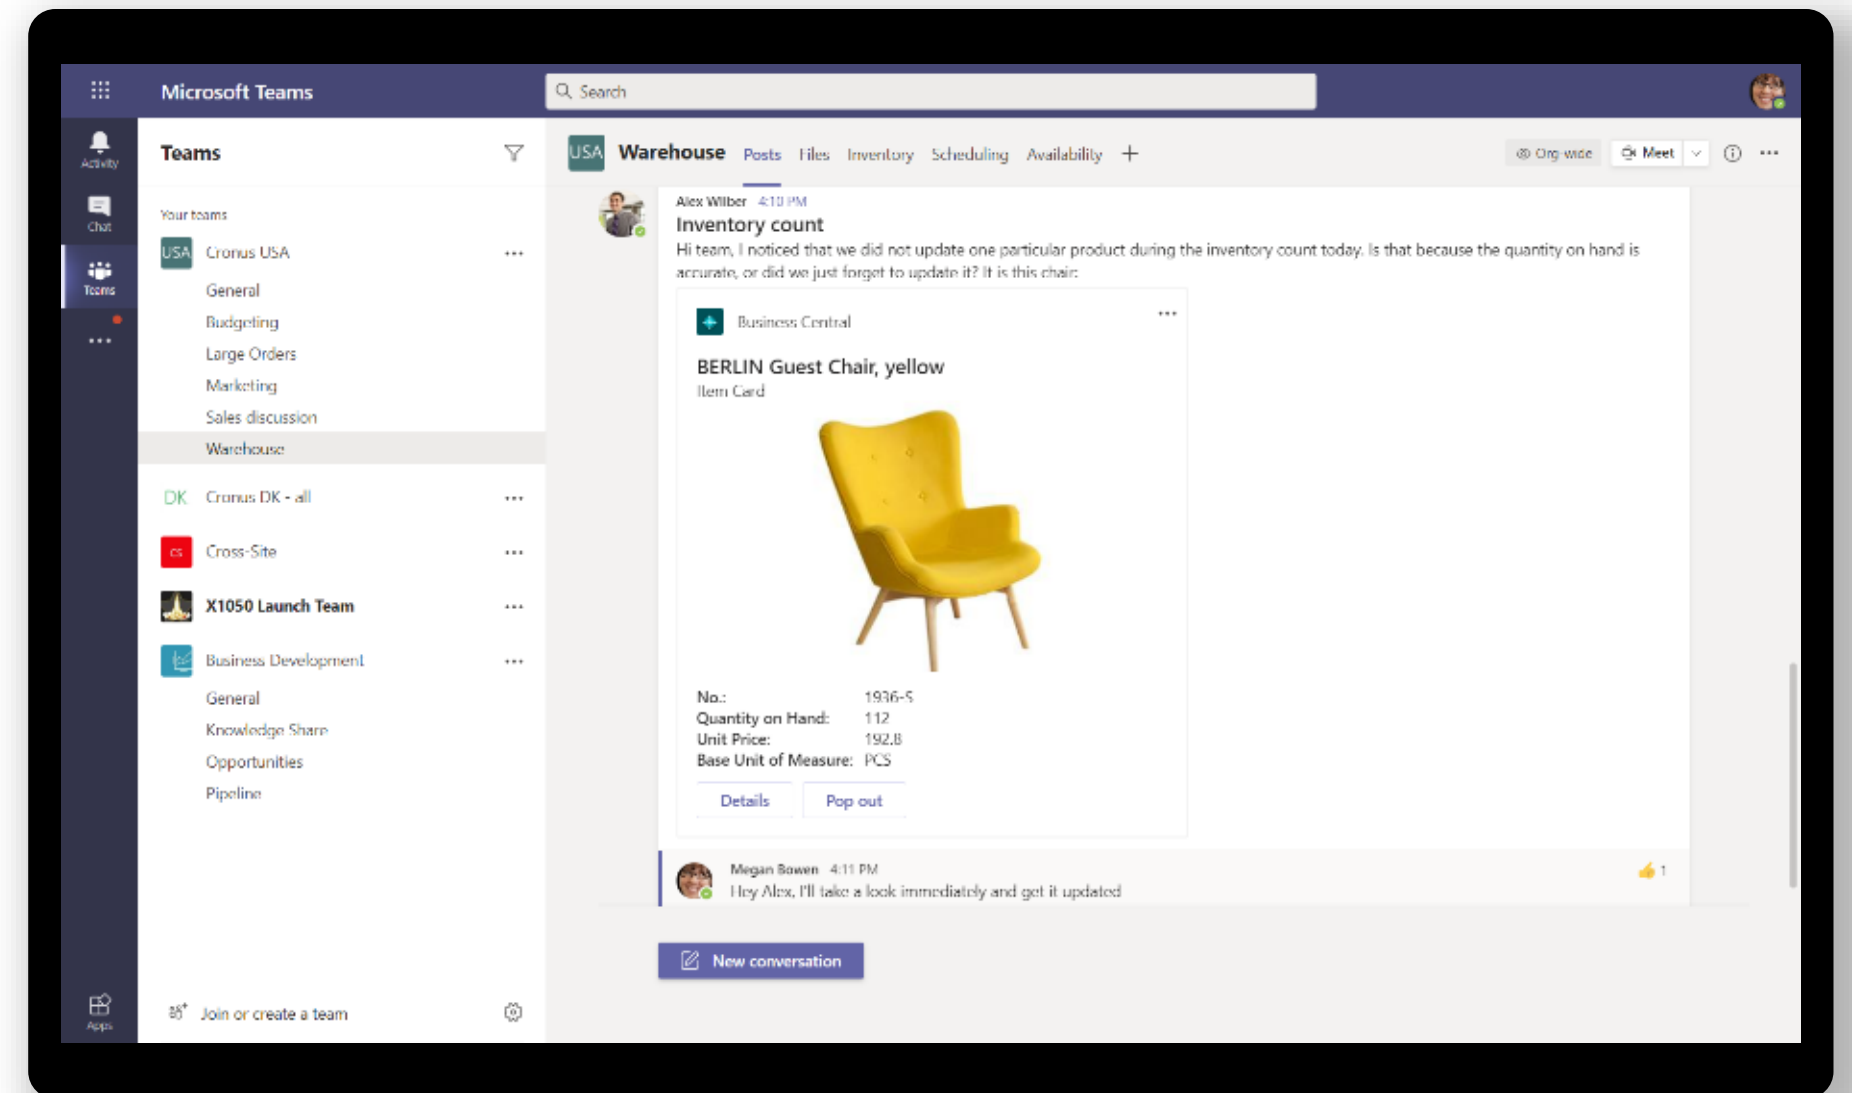 Microsoft Teams
Search
Activity
Chat
Teams
Apps
Teams
Your teams
USA Cronus USA
General
Budgeting
Large Orders
Marketing
Sales discussion
Warehouse
DK Cronus DK - all
CS Cross-Site
X1050 Launch Team
Business Development
General
Knowledge Share
Opportunities
Pipeline
Join or create a team
USA Warehouse Posts Files Inventory Scheduling Availability
Org-wide Meet
Alex Wilber 4:10 PM
Inventory count
Hi team, I noticed that we did not update one particular product during the inventory count today. Is that because the quantity on hand is
accurate, or did we just forget to update it? It is this chair:
Business Central
BERLIN Guest Chair, yellow
Item Card
No.: 1936-S
Quantity on Hand: 112
Unit Price: 192.8
Base Unit of Measure: PCS
Details Pop out
Megan Bowen 4:11 PM 1
Hey Alex, I'll take a look immediately and get it updated
New conversation